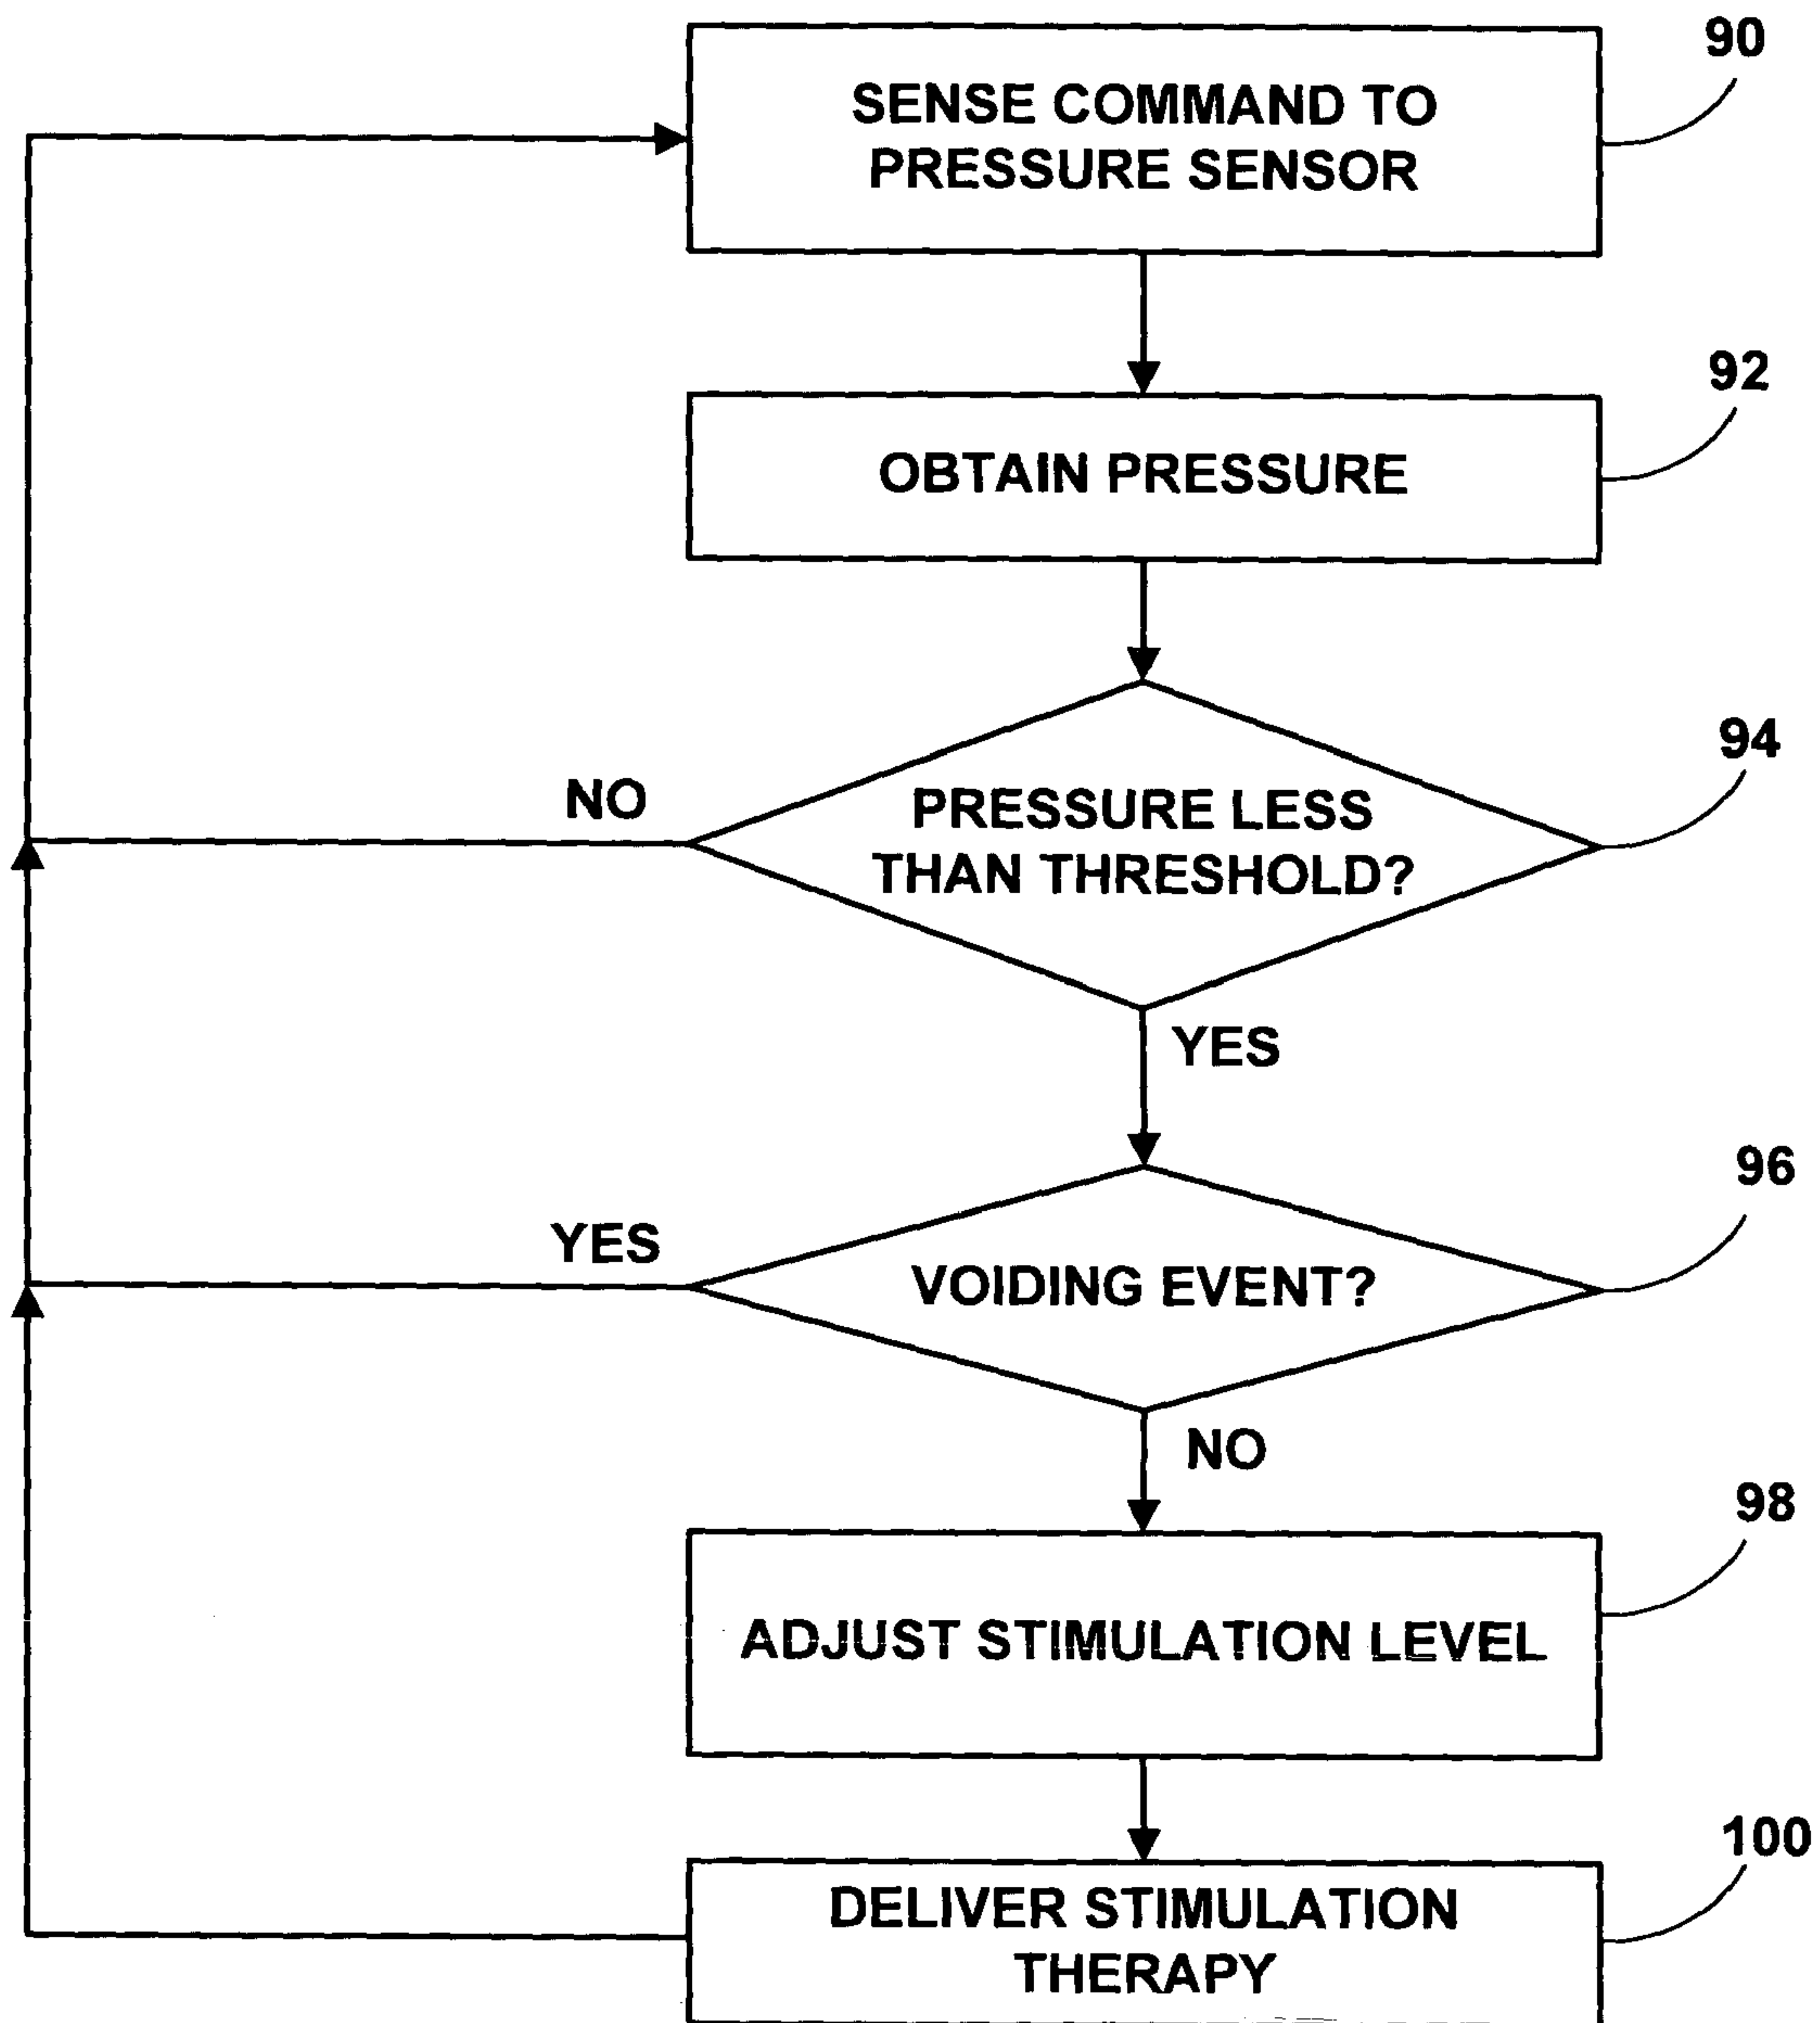 90
SENSE COMMAND TO
PRESSURE SENSOR
92
OBTAIN PRESSURE
94
NO
PRESSURE LESS
THAN THRESHOLD?
YES
96
YES
VOIDING EVENT?
NO
98
ADJUST STIMULATION LEVEL
100
DELIVER STIMULATION
THERAPY